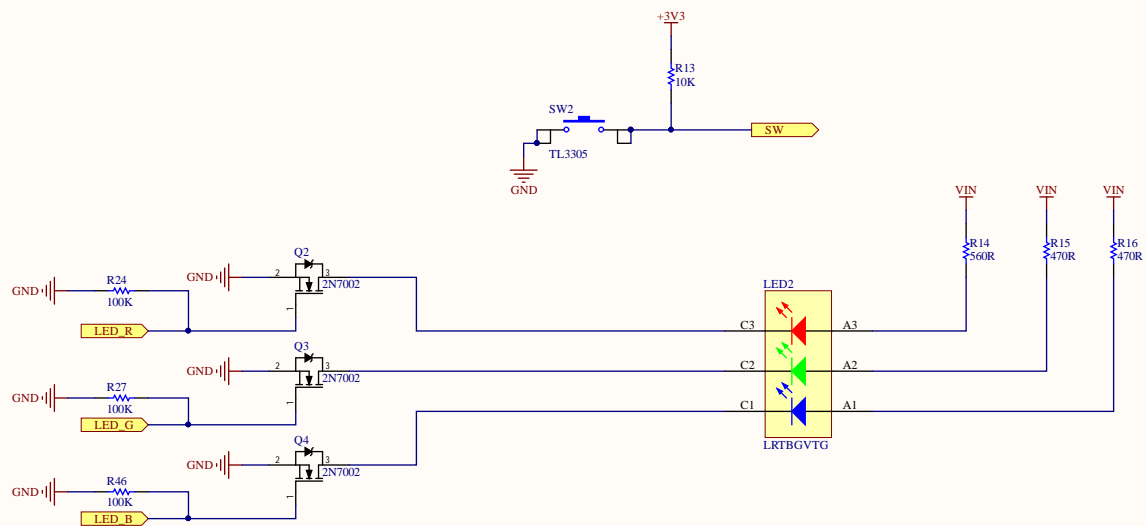 +3V3
R13
10K
SW2
SW
TL3305
GND
VIN VIN VIN
R14 R15 R16
560R 470R 470R
Q2
GND 2 3
R24 2N7002
GND
100K 1
LED_R
LED2
C3 A3
Q3
GND 2 3 C2 A2
2N7002
R27
GND
100K 1 C1 A1
LED_G
Q4
LRTBGVTG
GND 2 3
2N7002
R46
GND
100K 1
LED_B